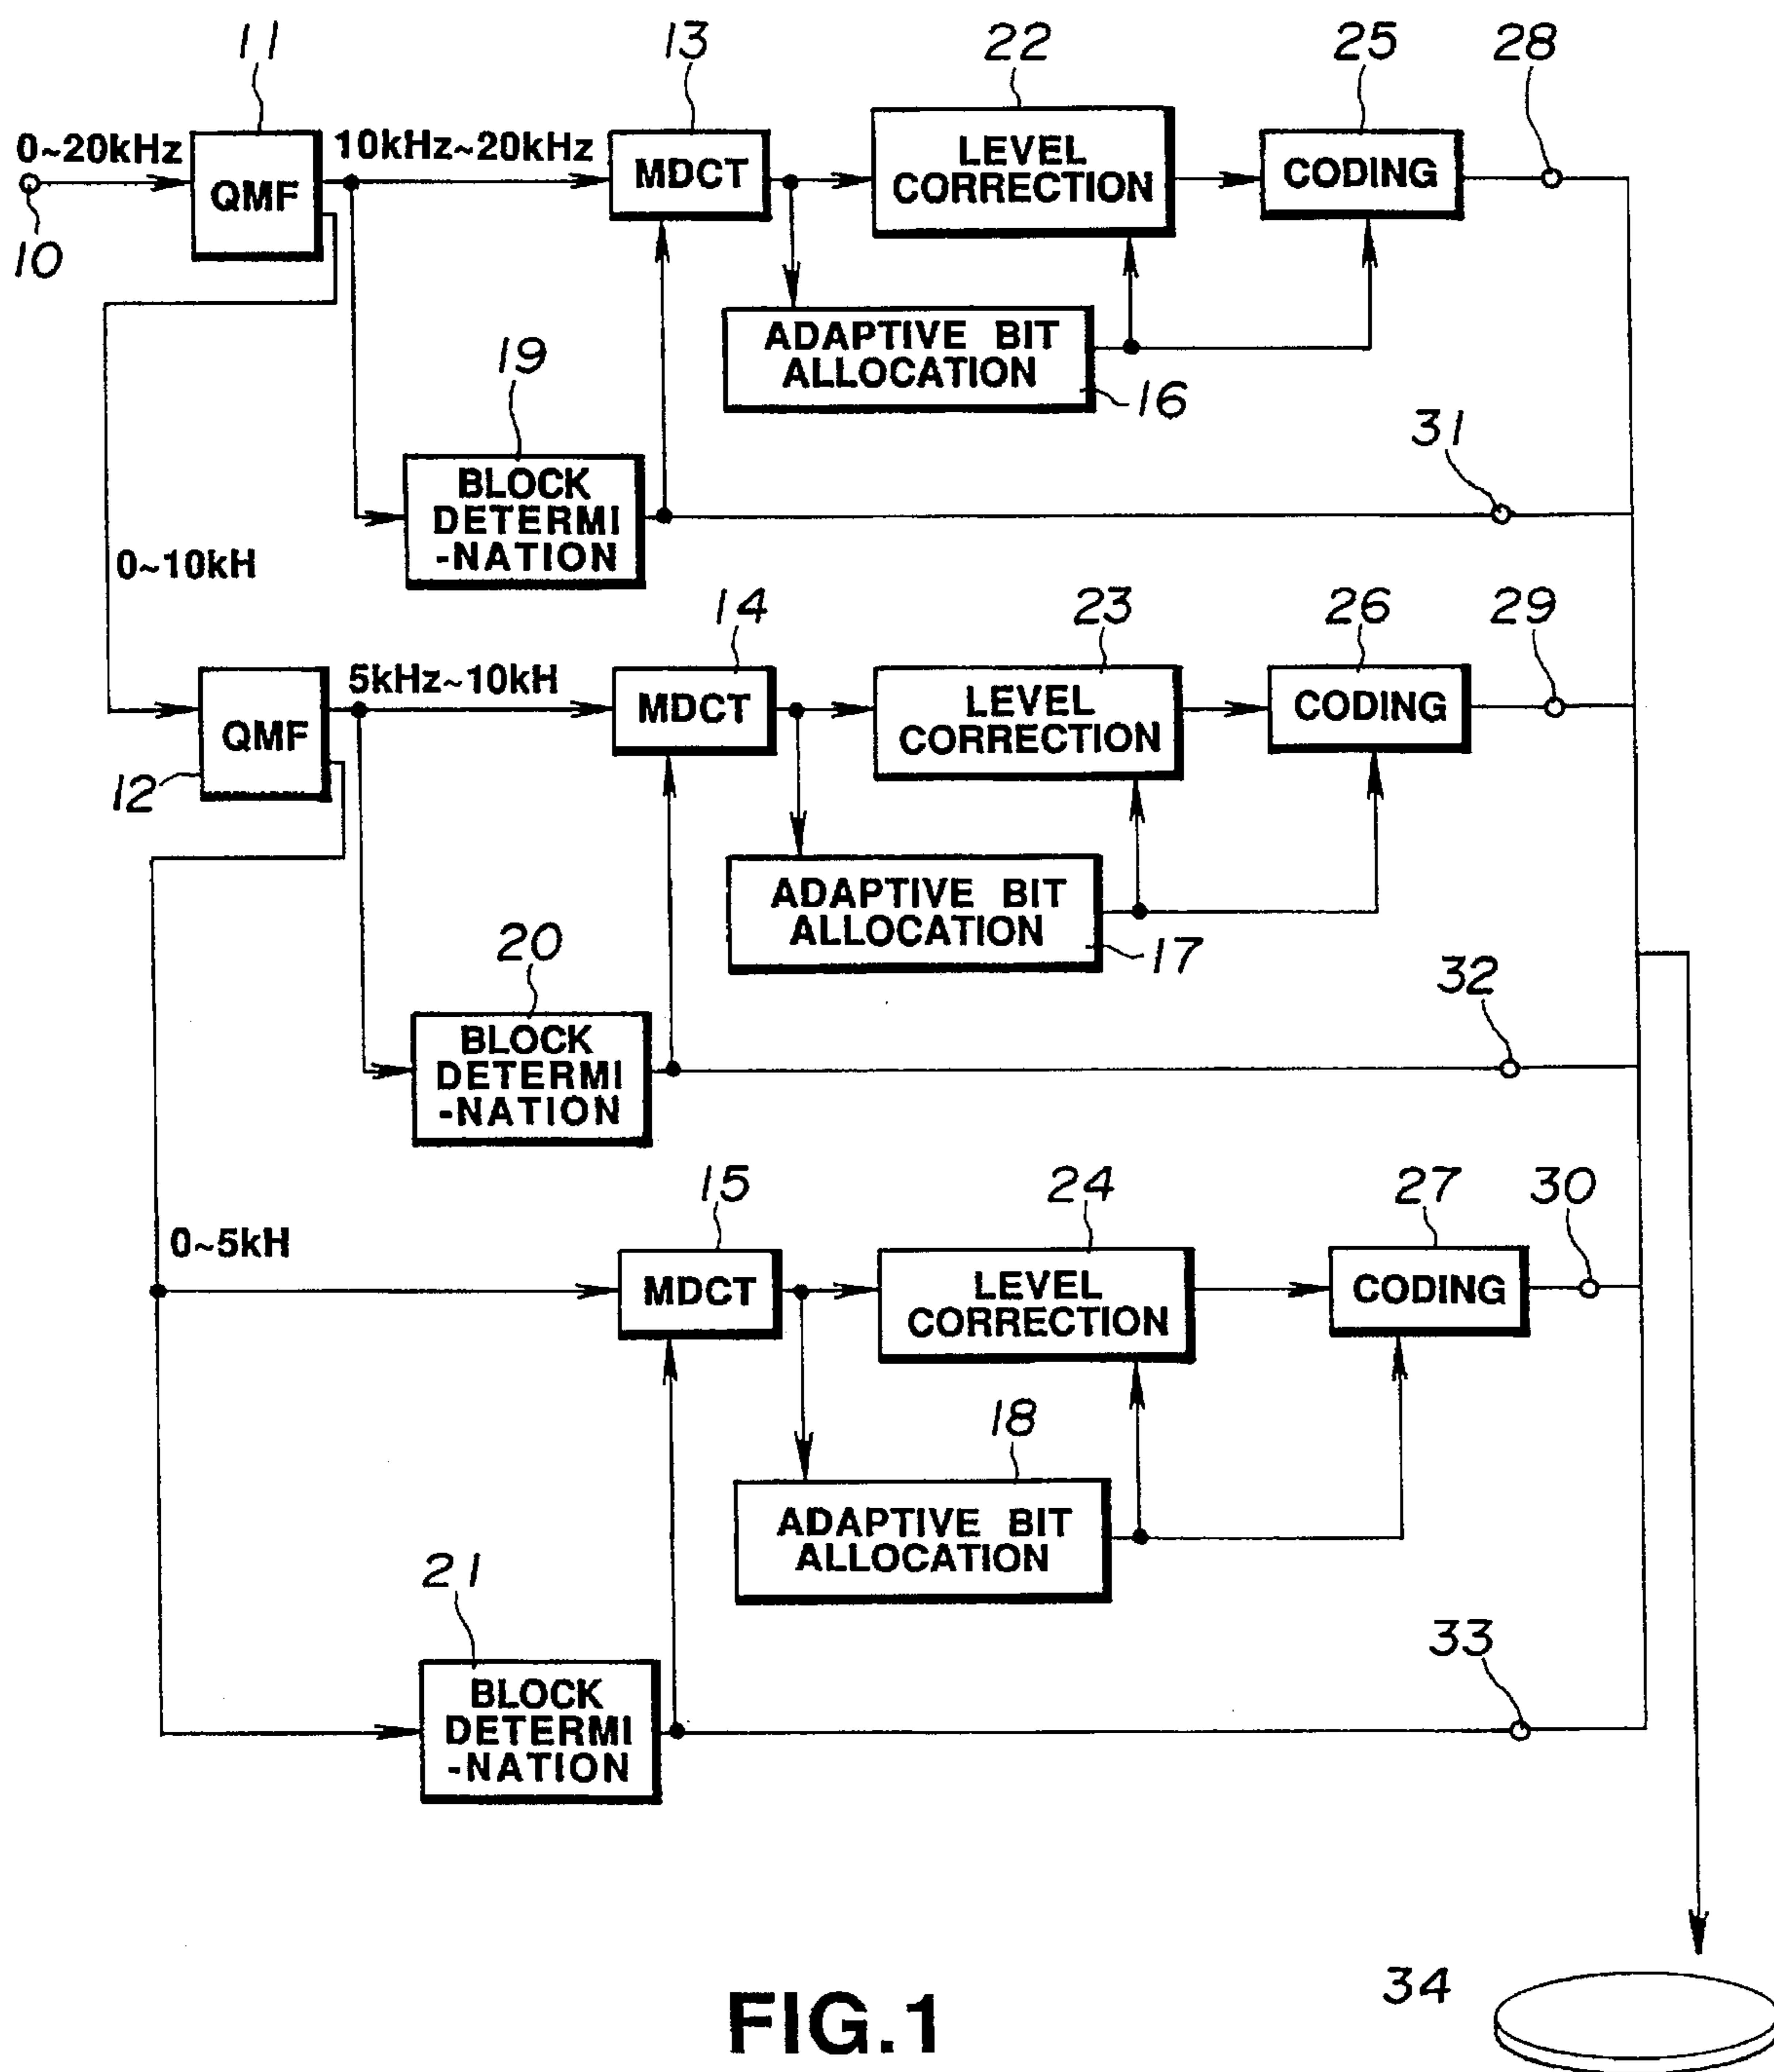 11
13
22
25
28
0~20kHz
10kHz~20kHz
QMF
MDCT
LEVEL
CORRECTION
CODING
10
ADAPTIVE BIT
ALLOCATION
16
19
31
BLOCK
DETERMI
-NATION
0~10kH
14
23
26
29
5kHz~10kH
QMF
MDCT
LEVEL
CORRECTION
CODING
12
ADAPTIVE BIT
ALLOCATION
17
20
32
BLOCK
DETERMI
-NATION
15
24
27
30
0~5kH
MDCT
LEVEL
CORRECTION
CODING
18
ADAPTIVE BIT
ALLOCATION
21
33
BLOCK
DETERMI
-NATION
34
FIG.1